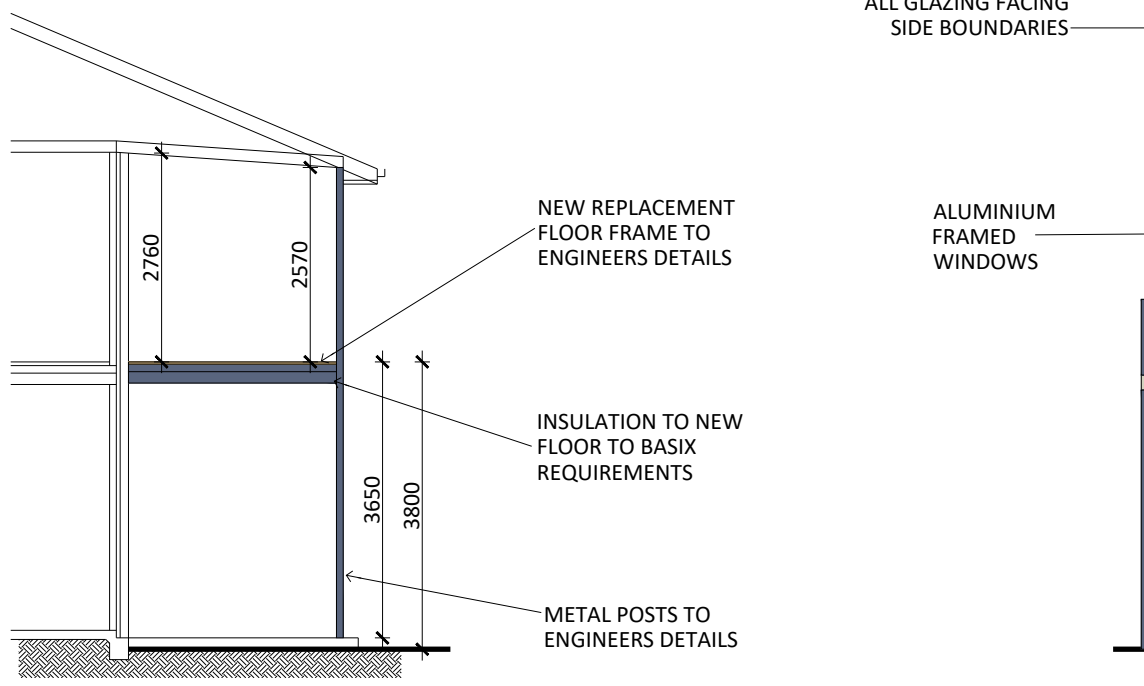 ALL GLAZING FACING
SIDE BOUNDARIES
NEW REPLACEMENT
FLOOR FRAME TO
ENGINEERS DETAILS
ALUMINIUM
FRAMED
WINDOWS
2760
2570
INSULATION TO NEW
FLOOR TO BASIX
REQUIREMENTS
3650
3800
METAL POSTS TO
ENGINEERS DETAILS